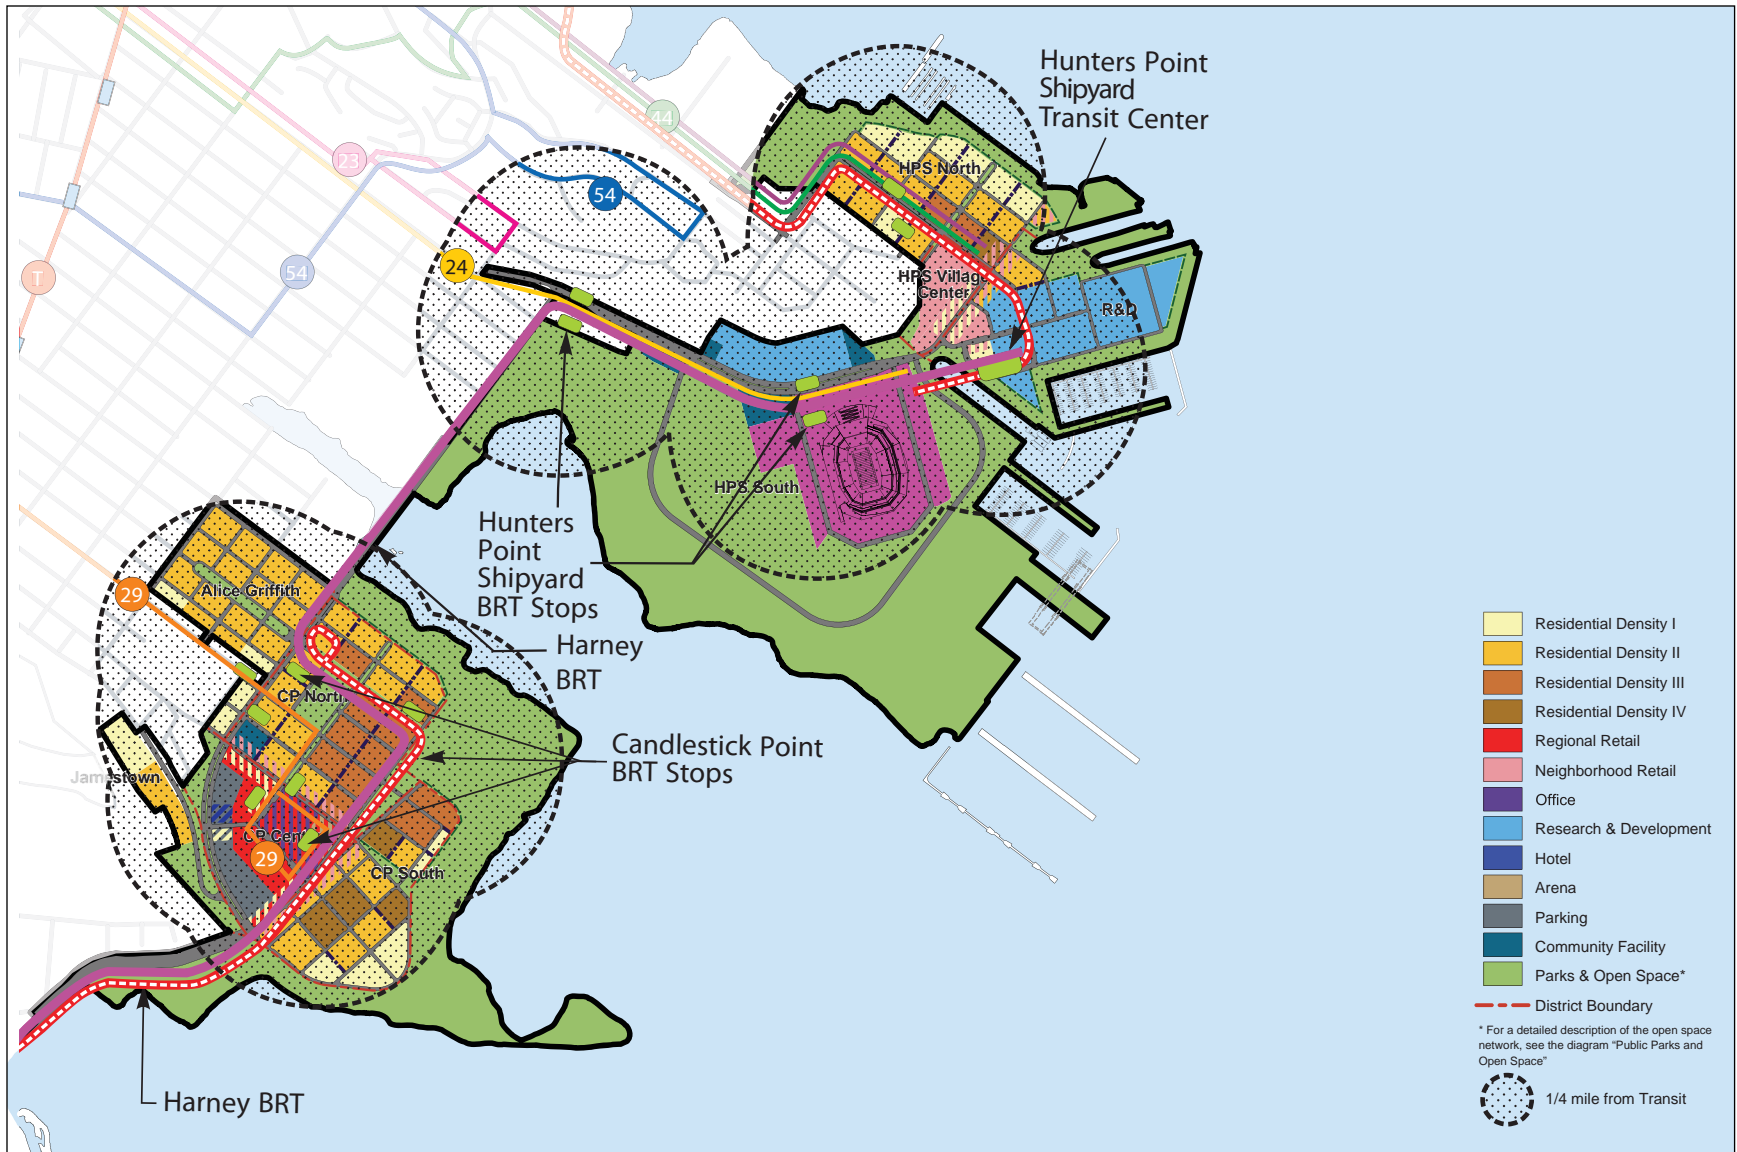 Hunters Point
Shipyard
Transit Center
44
23
54
HPS North
24
54
T
HPS Village
Center
R&D
HPS South
Hunters
Point
Shipyard
BRT Stops
Alice Griffith
29
Harney
BRT
CP North
Candlestick Point
BRT Stops
Jamestown
CP Cent
29
CP South
Harney BRT
Residential Density I
Residential Density II
Residential Density III
Residential Density IV
Regional Retail
Neighborhood Retail
Office
Research & Development
Hotel
Arena
Parking
Community Facility
Parks & Open Space*
District Boundary
* For a detailed description of the open space
network, see the diagram “Public Parks and
Open Space”
1/4 mile from Transit